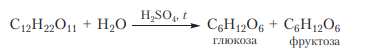 C₁₂H₂₂O₁₁ + H₂O H₂SO₄, t C₆H₁₂O₆ + C₆H₁₂O₆
глюкоза фруктоза